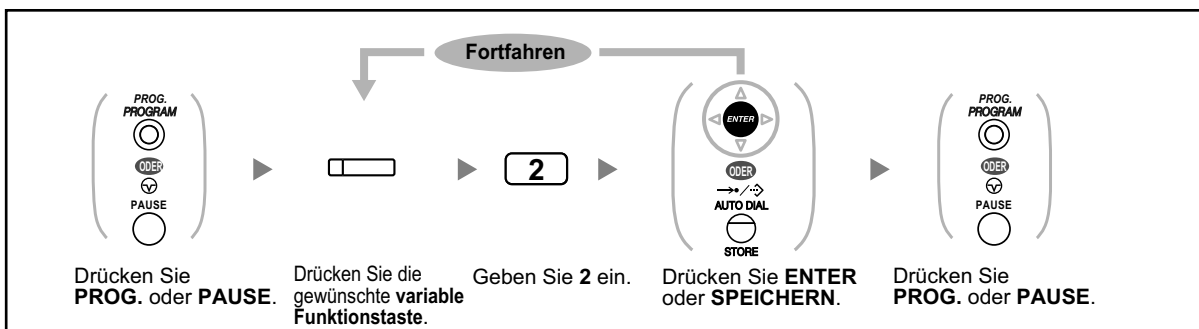 Fortfahren
PROG.
PROGRAM
ODER
PAUSE
2
ENTER
ODER
AUTO DIAL
STORE
PROG.
PROGRAM
ODER
PAUSE
Drücken Sie
PROG. oder PAUSE.
Drücken Sie die
gewünschte variable
Funktionstaste.
Geben Sie 2 ein.
Drücken Sie ENTER
oder SPEICHERN.
Drücken Sie
PROG. oder PAUSE.